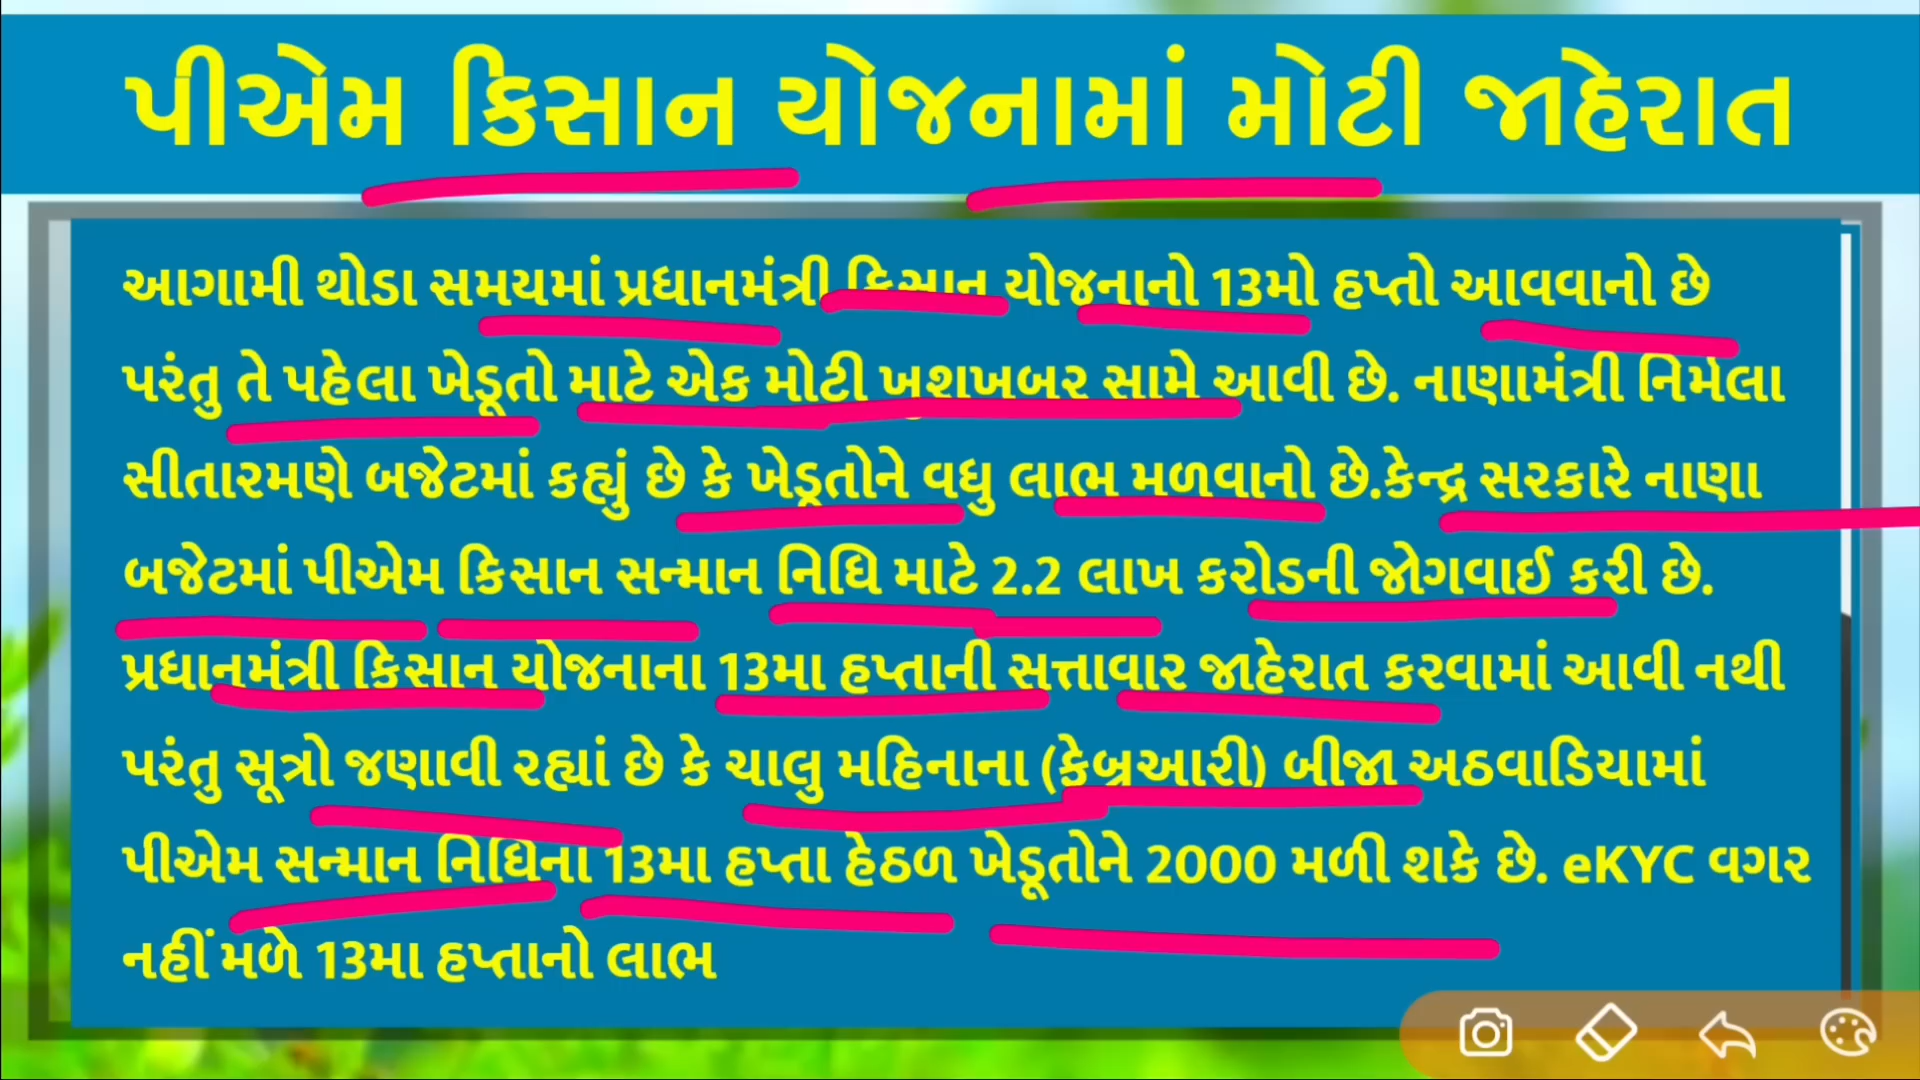 પીએમ કિસાન યોજનામાં મોટી જાહેરાત
આગામી થોડા સમયમાં પ્રધાનમંત્રી કિસાન યોજનાનો 13મો હપ્તો આવવાનો છે
પરંતુ તે પહેલા ખેડૂતો માટે એક મોટી ખુશખબર સામે આવી છે. નાણામંત્રી નિર્મલા
સીતારમણે બજેટમાં કહ્યું છે કે ખેડૂતોને વધુ લાભ મળવાનો છે.કેન્દ્ર સરકારે નાણા
બજેટમાં પીએમ કિસાન સન્માન નિધિ માટે 2.2 લાખ કરોડની જોગવાઈ કરી છે.
પ્રધાનમંત્રી કિસાન યોજનાના 13મા હપ્તાની સત્તાવાર જાહેરાત કરવામાં આવી નથી
પરંતુ સૂત્રો જણાવી રહ્યાં છે કે ચાલુ મહિનાના (ફેબ્રુઆરી) બીજા અઠવાડિયામાં
પીએમ સન્માન નિધિના 13મા હપ્તા હેઠળ ખેડૂતોને 2000 મળી શકે છે. eKYC વગર
નહીં મળે 13મા હપ્તાનો લાભ